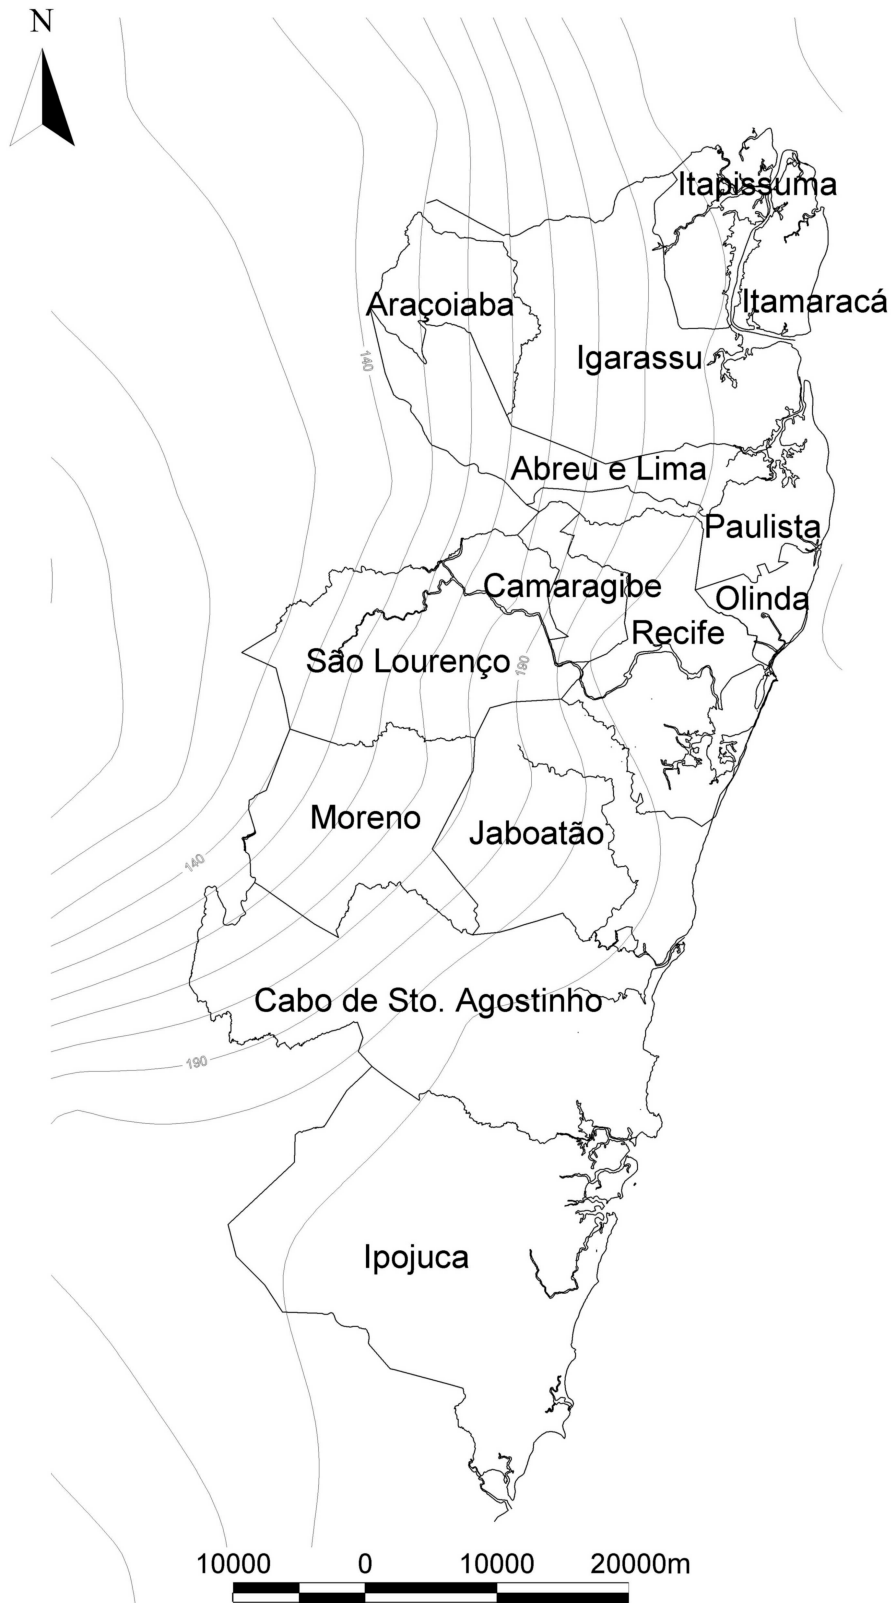 N
Itapissuma
Araçoiaba
Itamaracá
140
Igarassu
Abreu e Lima
Paulista
Camaragibe
Olinda
Recife
São Lourenço
190
Moreno
Jaboatão
140
Cabo de Sto. Agostinho
190
Ipojuca
10000 0 10000 20000m